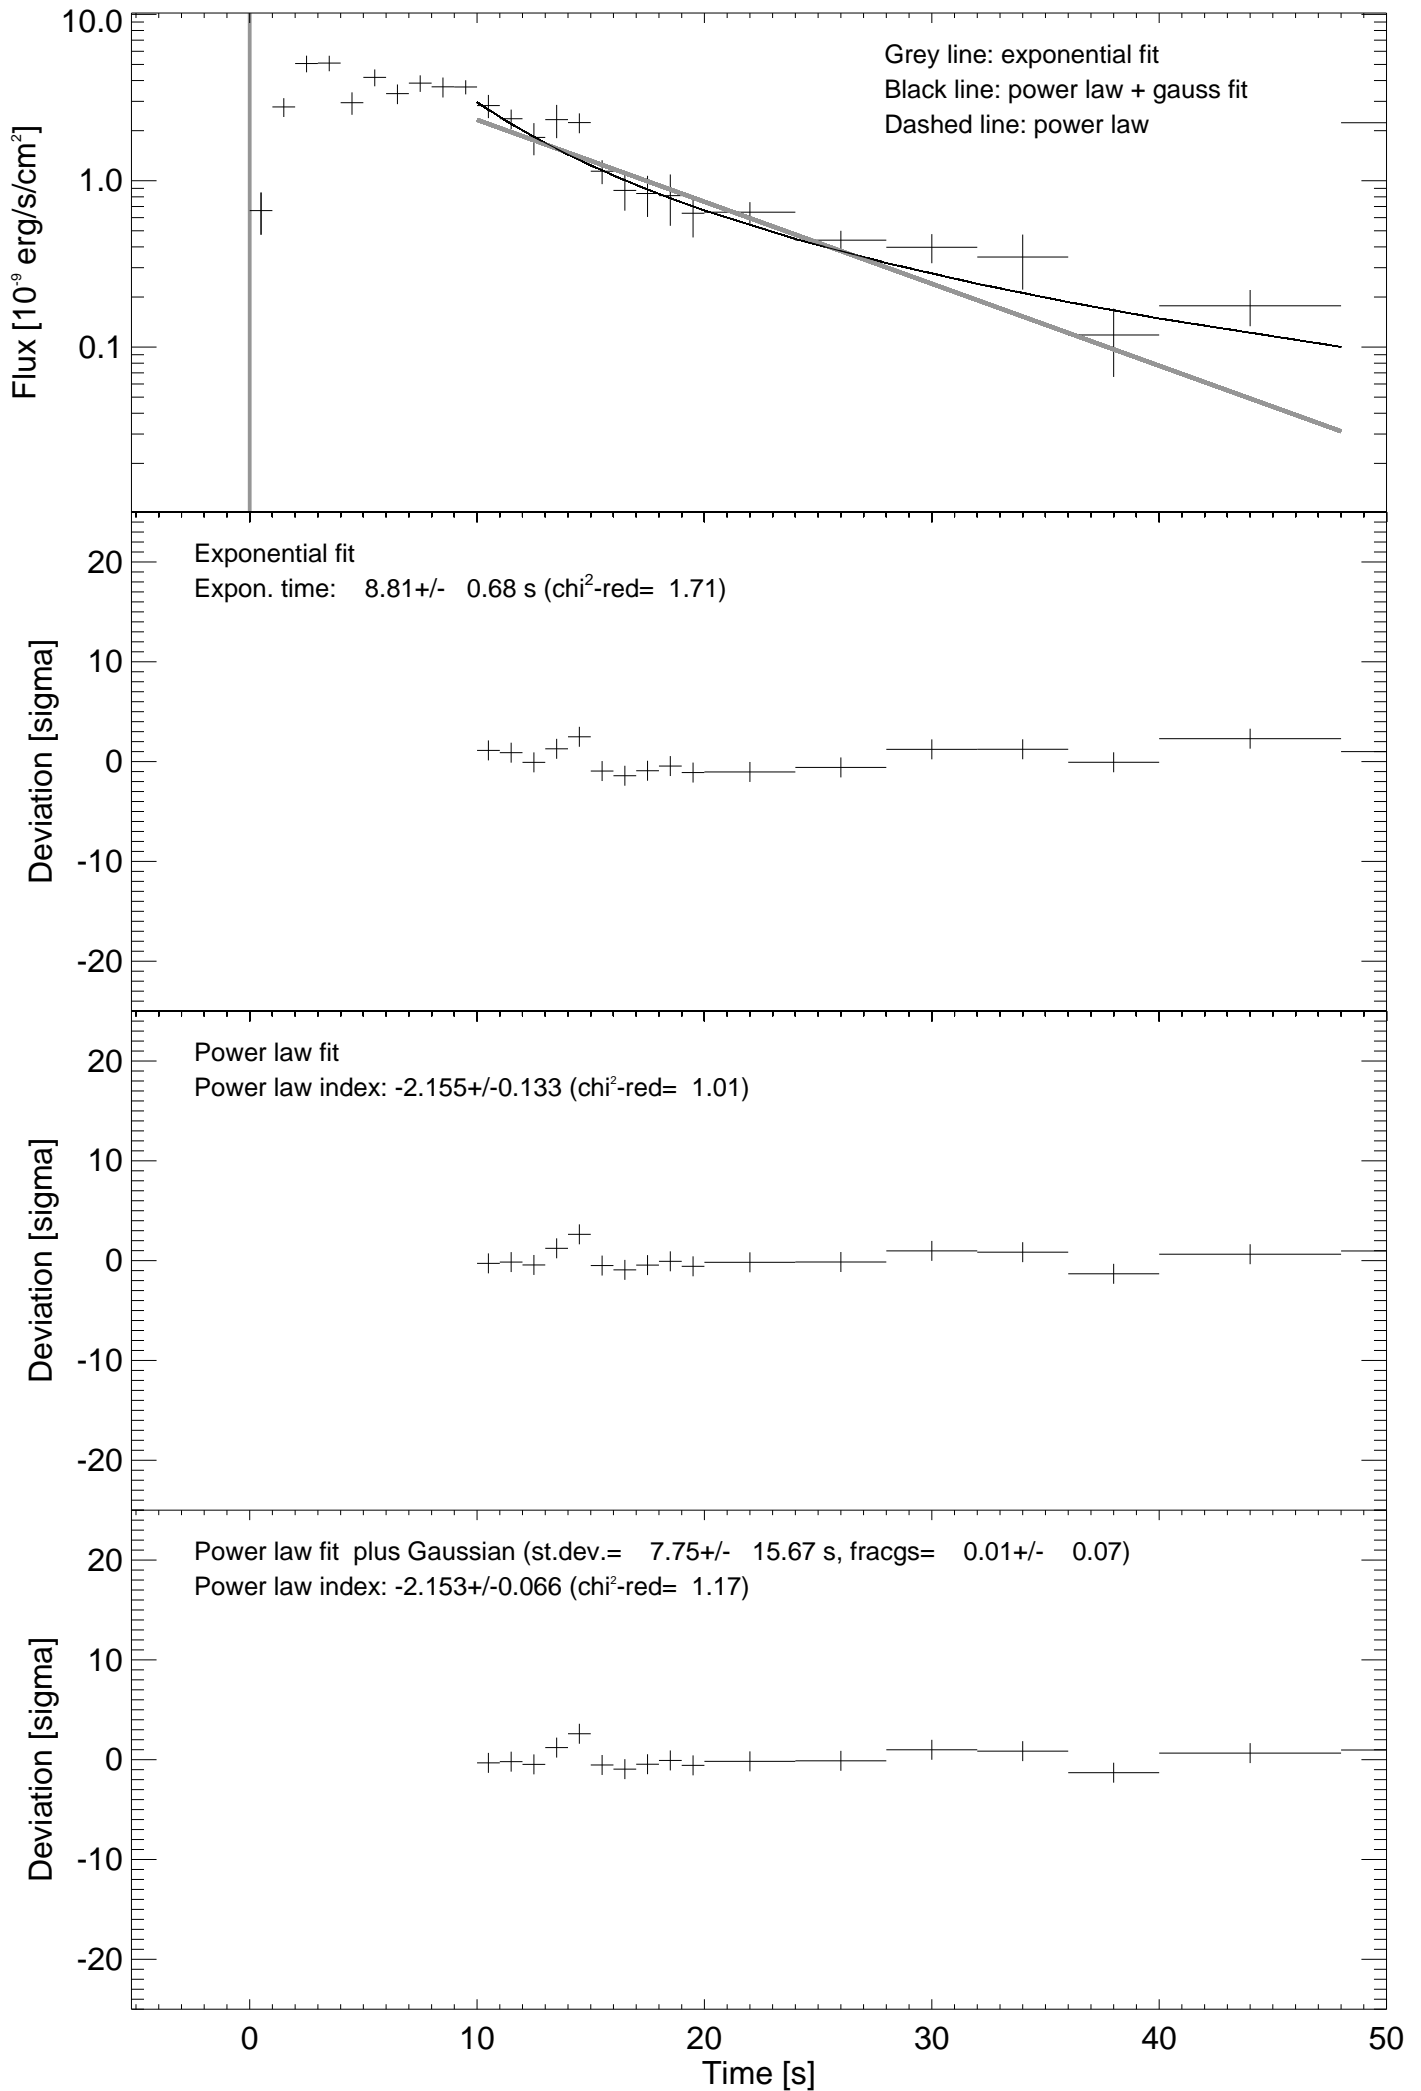 10.0
1.0
0.1
Flux [10⁻⁹ erg/s/cm²]
Grey line: exponential fit
Black line: power law + gauss fit
Dashed line: power law
20
10
0
-10
-20
Deviation [sigma]
Exponential fit
Expon. time: 8.81+/- 0.68 s (chi²-red= 1.71)
20
10
0
-10
-20
Deviation [sigma]
Power law fit
Power law index: -2.155+/-0.133 (chi²-red= 1.01)
20
10
0
-10
-20
Deviation [sigma]
Power law fit plus Gaussian (st.dev.= 7.75+/- 15.67 s, fracgs= 0.01+/- 0.07)
Power law index: -2.153+/-0.066 (chi²-red= 1.17)
0 10 20 30 40 50
Time [s]